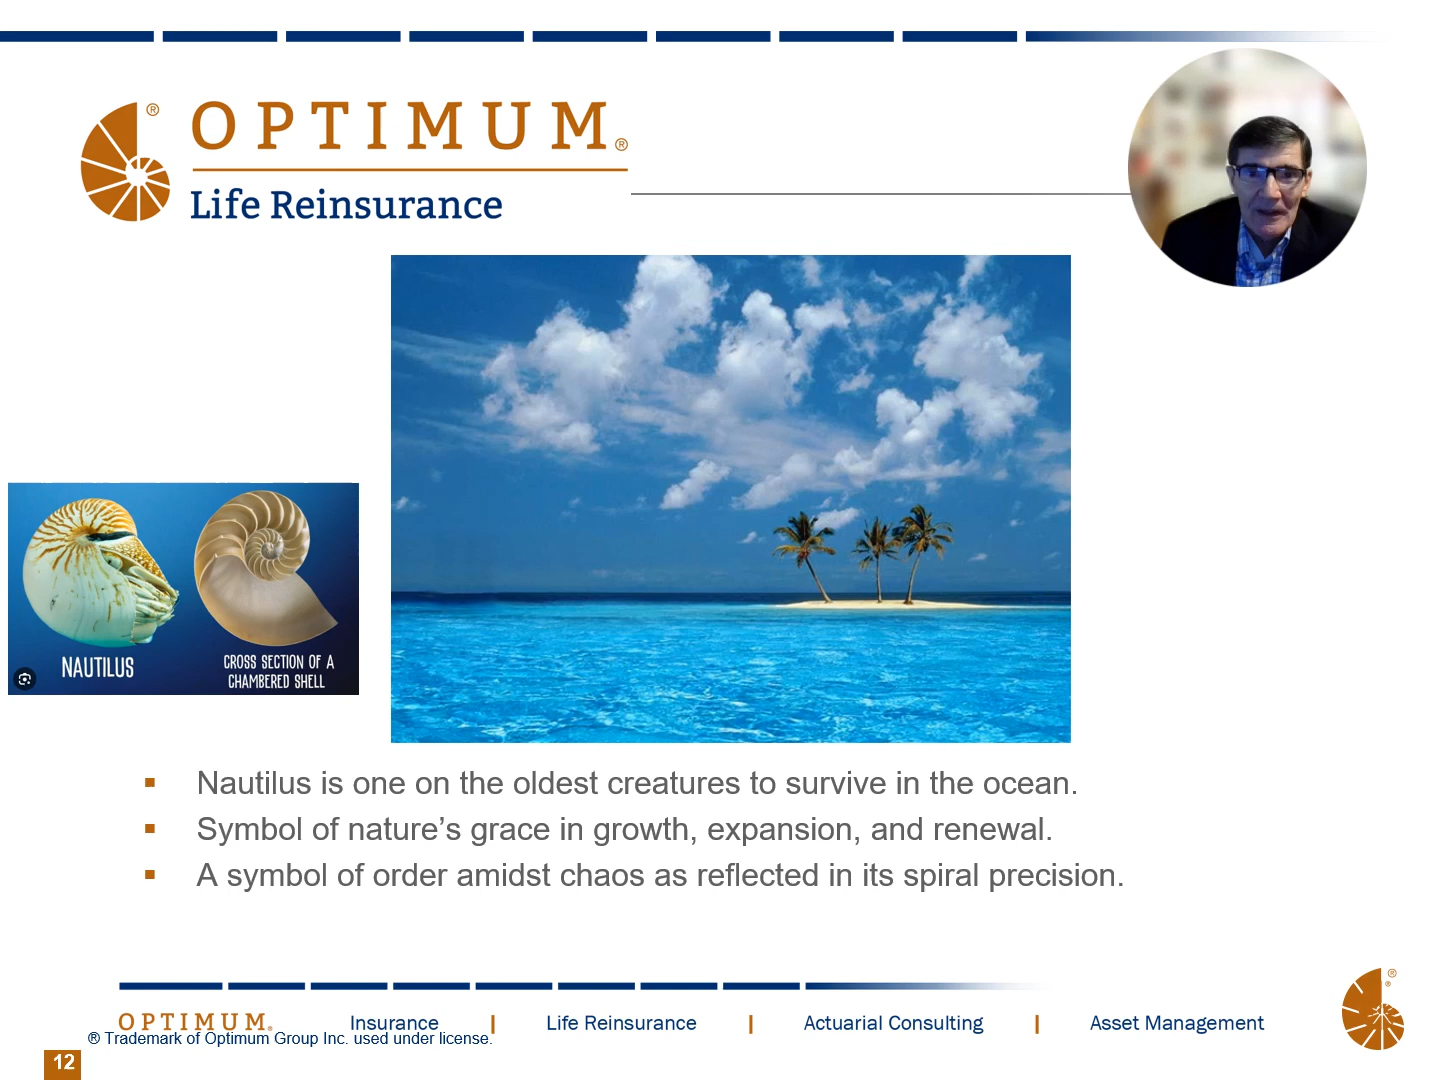 ®
OPTIMUM®
Life Reinsurance
NAUTILUS
CROSS SECTION OF A
CHAMBERED SHELL
▪ Nautilus is one on the oldest creatures to survive in the ocean.
▪ Symbol of nature’s grace in growth, expansion, and renewal.
▪ A symbol of order amidst chaos as reflected in its spiral precision.
®
®
OPTIMUM® Insurance | Life Reinsurance | Actuarial Consulting | Asset Management
® Trademark of Optimum Group Inc. used under license.
12